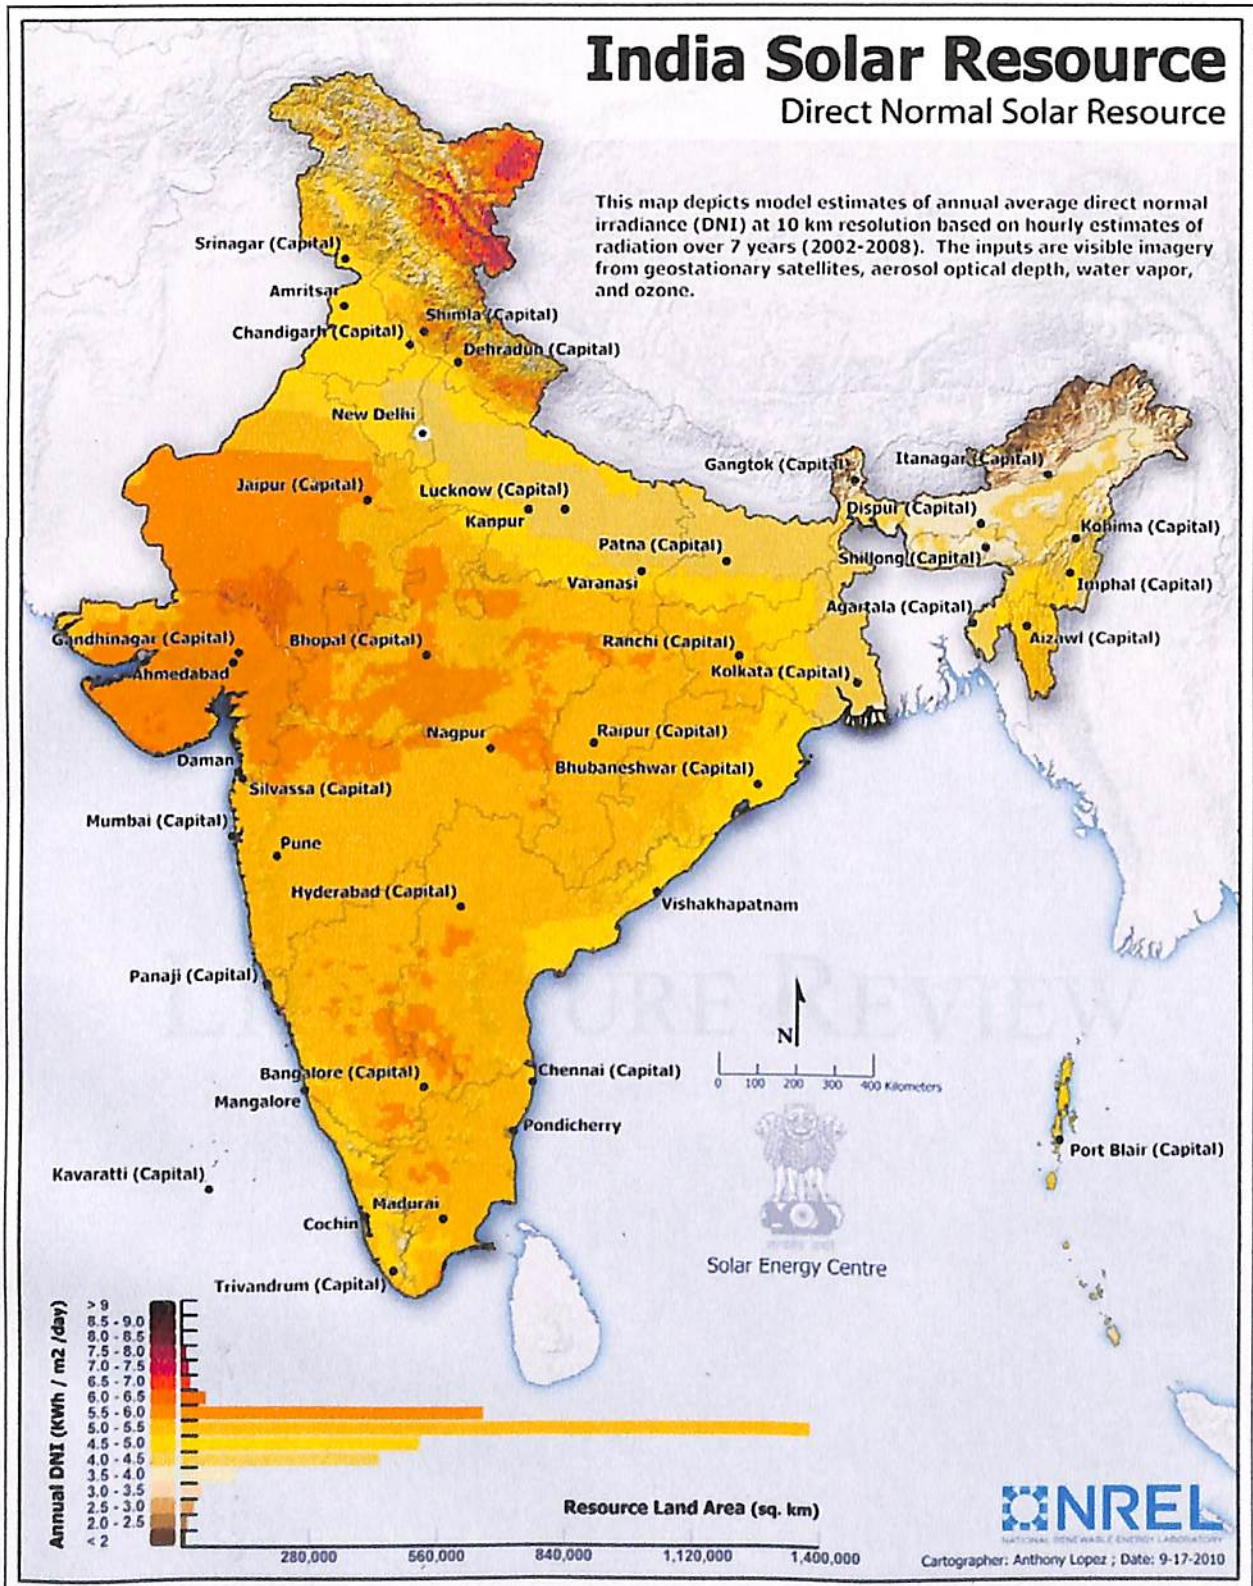 India Solar Resource
Direct Normal Solar Resource
This map depicts model estimates of annual average direct normal
irradiance (DNI) at 10 km resolution based on hourly estimates of
radiation over 7 years (2002-2008). The inputs are visible imagery
from geostationary satellites, aerosol optical depth, water vapor,
and ozone.
Srinagar (Capital)
Amritsar
Shimla (Capital)
Chandigarh (Capital)
Dehradun (Capital)
New Delhi
Gangtok (Capital)
Itanagar (Capital)
Jaipur (Capital)
Lucknow (Capital)
Kanpur
Dispur (Capital)
Kohima (Capital)
Patna (Capital)
Shillong (Capital)
Varanasi
Imphal (Capital)
Agartala (Capital)
Gandhinagar (Capital)
Bhopal (Capital)
Ranchi (Capital)
Aizawl (Capital)
Ahmedabad
Kolkata (Capital)
Nagpur
Raipur (Capital)
Daman
Bhubaneshwar (Capital)
Silvassa (Capital)
Mumbai (Capital)
Pune
Hyderabad (Capital)
Vishakhapatnam
Panaji (Capital)
LITERATURE REVIEW
N
Bangalore (Capital)
Chennai (Capital)
0 100 200 300 400 Kilometers
Mangalore
Pondicherry
Port Blair (Capital)
Kavaratti (Capital)
Madurai
Cochin
Solar Energy Centre
Trivandrum (Capital)
Annual DNI (KWh / m2 /day)
> 9
8.5 - 9.0
8.0 - 8.5
7.5 - 8.0
7.0 - 7.5
6.5 - 7.0
6.0 - 6.5
5.5 - 6.0
5.0 - 5.5
4.5 - 5.0
4.0 - 4.5
3.5 - 4.0
3.0 - 3.5
2.5 - 3.0
2.0 - 2.5
< 2
Resource Land Area (sq. km)
280,000 560,000 840,000 1,120,000 1,400,000
NREL
NATIONAL RENEWABLE ENERGY LABORATORY
Cartographer: Anthony Lopez ; Date: 9-17-2010